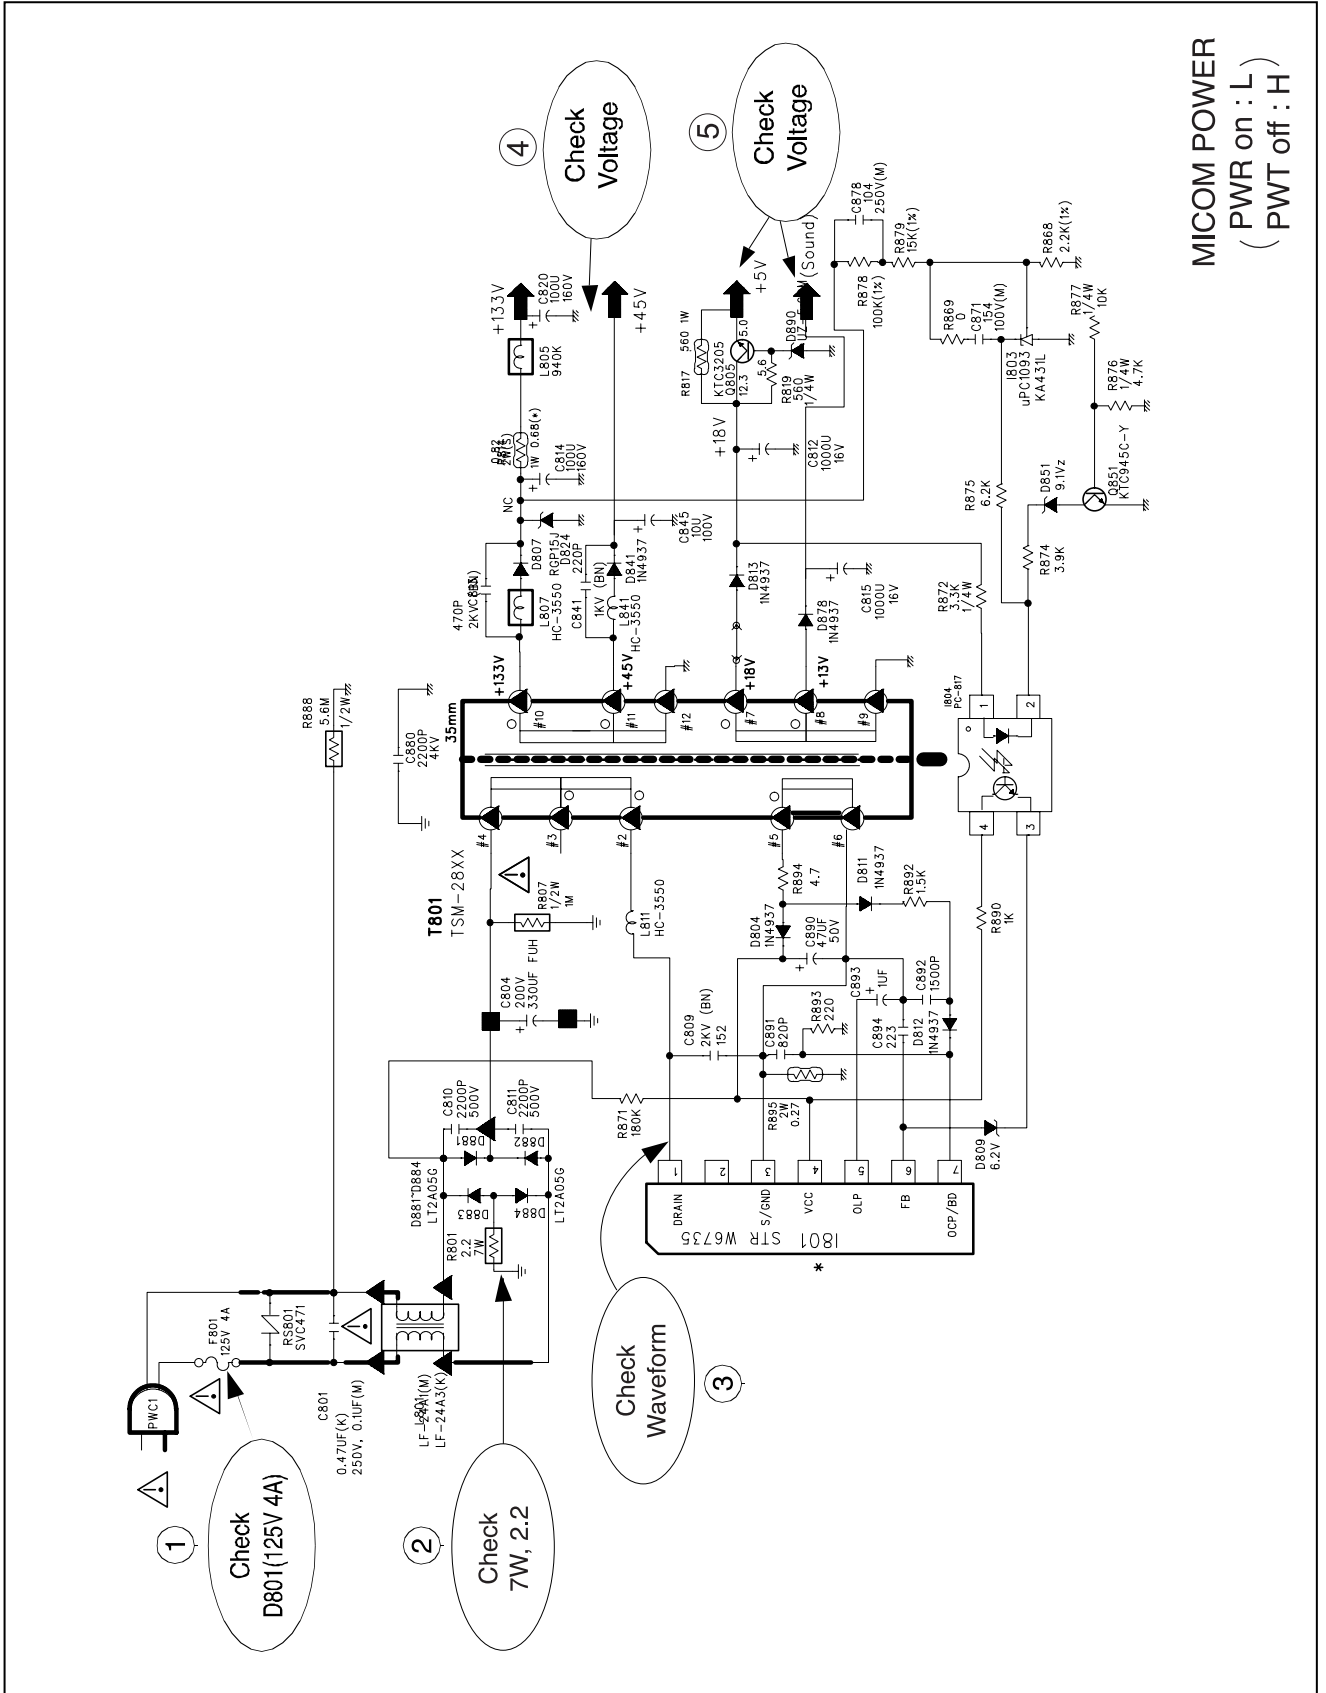 MICOM POWER
( PWR on : L )
( PWT off : H )
1
Check
D801(125V 4A)
2
Check
7W, 2.2
3
Check
Waveform
4
Check
Voltage
5
Check
Voltage
PWC1
F801
125V 4A
RS801
SVC471
C801
0.47UF(K)
250V, 0.1UF(M)
LF-24A1(M)
LF-24A3(K)
R801
2.2
7W
D881~D884
LT2A05G
D883
D884
D881
D882
LT2A05G
C810
2200P
500V
C811
2200P
500V
R871
180K
C804
200V
330UF
FUH
R807
1/2W
1M
T801
TSM-28XX
L811
HC-3550
R888
5.6M
1/2W
C880
2200P
4KV
35mm
#4
#3
#2
#5
#6
#10
#11
#12
#7
#8
#9
+133V
+45V
+18V
+13V
470P
2KV
L807
HC-3550
D807
RGP15J
D824
220P
C841
1KV (BN)
L841
HC-3550
D841
1N4937
NC
C845
10U
100V
1W 0.68(*)
C814
100U
160V
L805
940K
+133V
C820
100U
160V
+45V
D813
1N4937
D878
1N4937
C815
1000U
16V
+18V
C812
1000U
16V
R817
560 1W
KTC3205
Q805
12.3
5.0
5.6
R819
560
1/4W
D890
+5V
(Sound)
C878
104
250V(M)
R878
100K(1%)
R879
15K(1%)
R869
0
C871
154
100V(M)
R868
2.2K(1%)
I803
uPC1093
KA431L
R877
1/4W
10K
R876
1/4W
4.7K
Q851
KTC945C-Y
D851
9.1Vz
R875
6.2K
R874
3.9K
R872
3.3K
1/4W
I804
PC-817
1
2
3
4
R894
4.7
D804
1N4937
D811
1N4937
R892
1.5K
C890
47UF
50V
C893
1UF
C892
1500P
R890
1K
C809
2KV (BN)
152
C891
820P
R893
220
C894
223
D812
1N4937
R895
2W
0.27
D809
6.2V
1
2
3
4
5
6
7
DRAIN
S/GND
VCC
OLP
FB
OCP/BD
I801
STR W6735
*